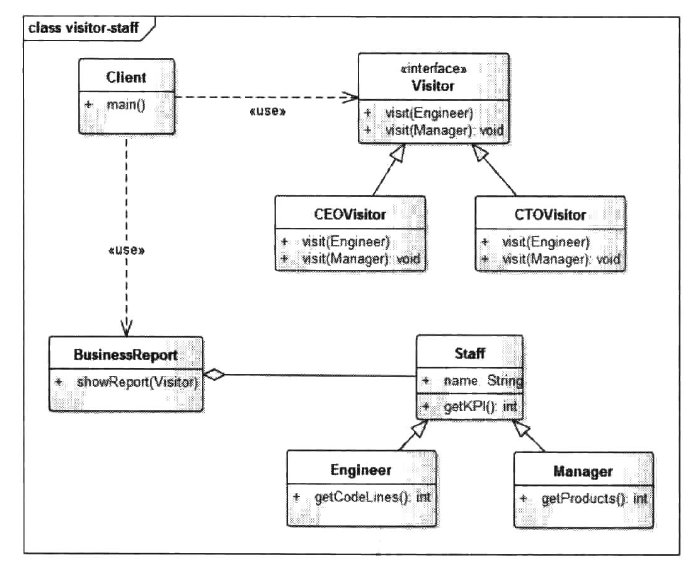 class visitor-staff
Client
+ main()
«use»
«interface»
Visitor
+ visit(Engineer)
+ visit(Manager): void
CEOVisitor
+ visit(Engineer)
+ visit(Manager): void
CTOVisitor
+ visit(Engineer)
+ visit(Manager): void
«use»
BusinessReport
+ showReport(Visitor)
Staff
+ name String
+ getKPI(): int
Engineer
+ getCodeLines(): int
Manager
+ getProducts(): int